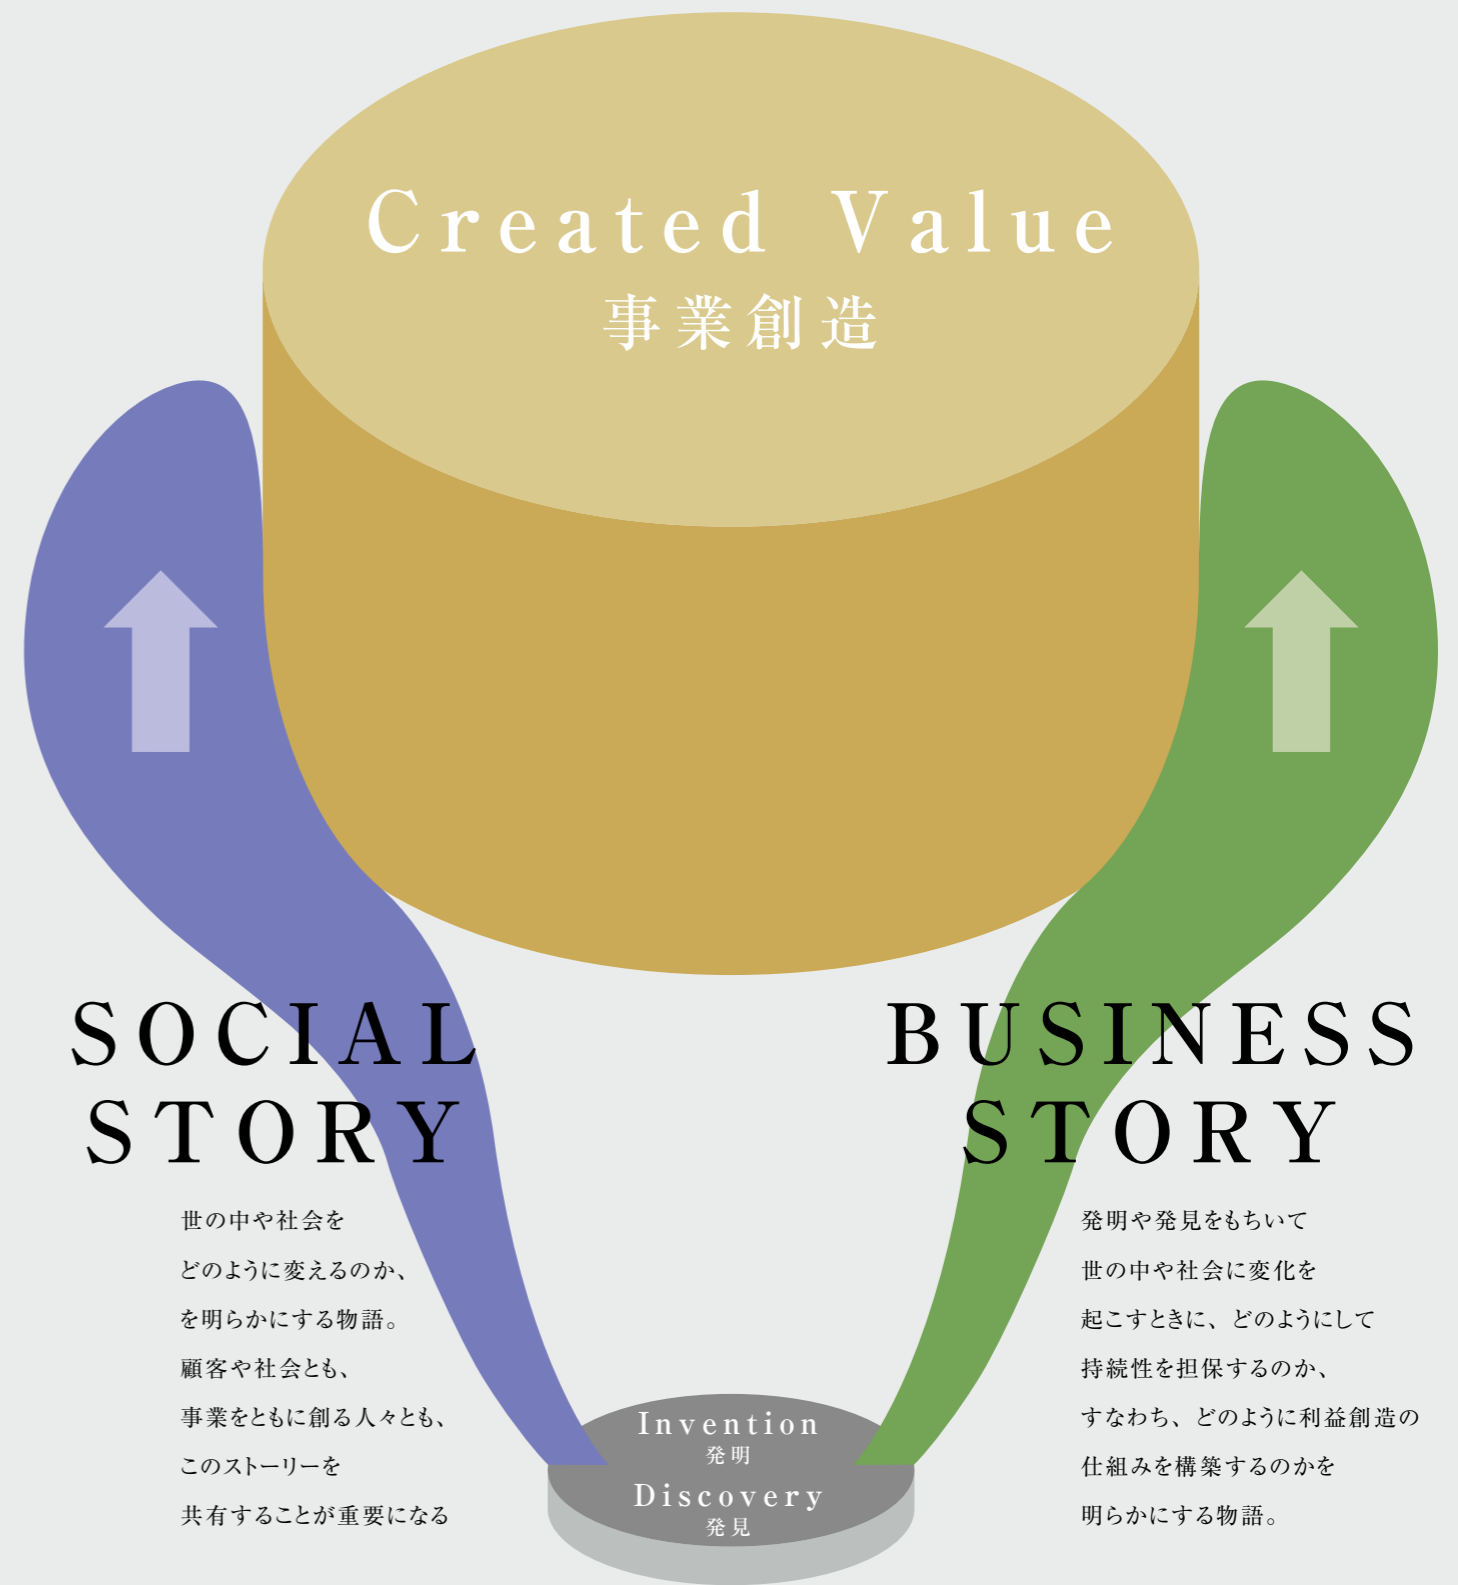 Created Value
事業創造
SOCIAL
STORY
世の中や社会を
どのように変えるのか、
を明らかにする物語。
顧客や社会とも、
事業をともに創る人々とも、
このストーリーを
共有することが重要になる
BUSINESS
STORY
発明や発見をもちいて
世の中や社会に変化を
起こすときに、どのようにして
持続性を担保するのか、
すなわち、どのように利益創造の
仕組みを構築するのかを
明らかにする物語。
Invention
発明
Discovery
発見